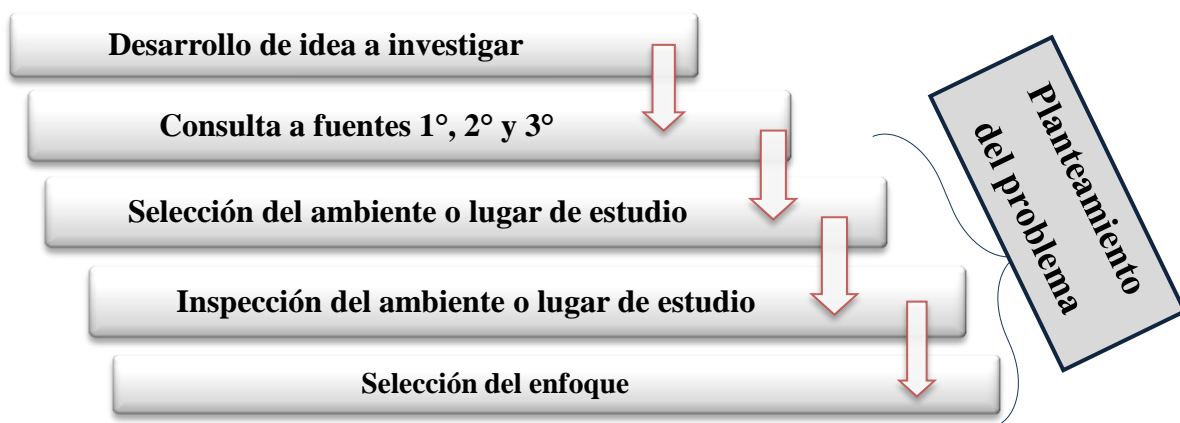 Desarrollo de idea a investigar
Consulta a fuentes 1°, 2° y 3°
Selección del ambiente o lugar de estudio
Inspección del ambiente o lugar de estudio
Selección del enfoque
Planteamiento
del problema